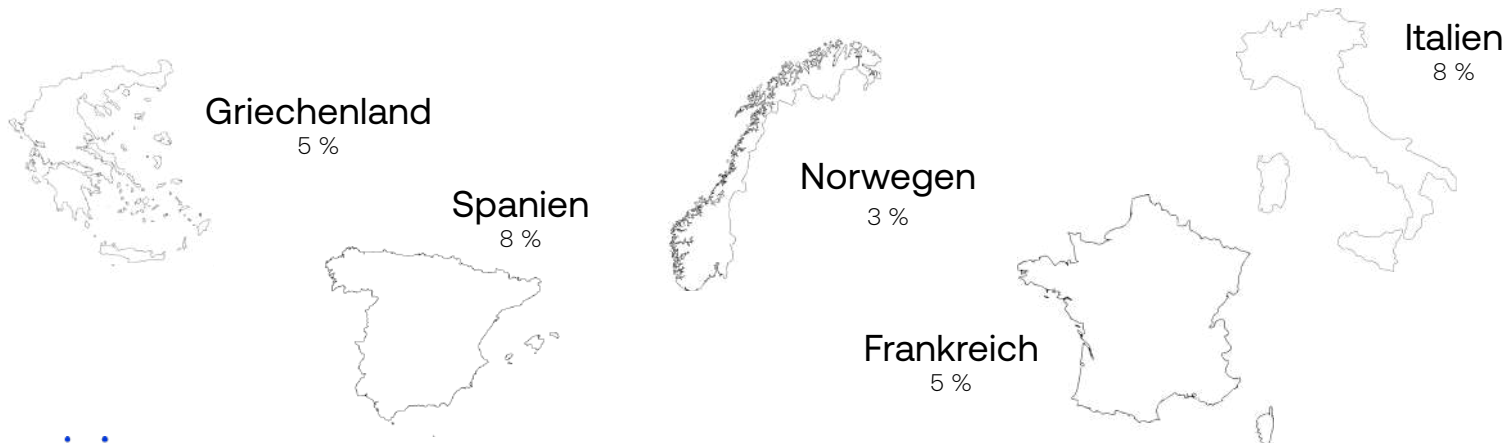 Griechenland
5 %
Spanien
8 %
Norwegen
3 %
Frankreich
5 %
Italien
8 %